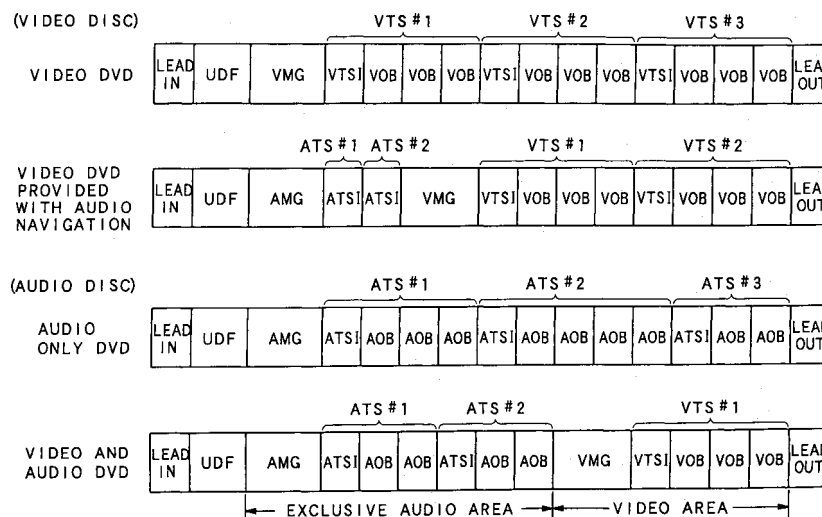 (VIDEO DISC) VTS#1 VTS#2 VTS#3
VIDEO DVD LEAD IN UDF VMG VTSI VOB VOB VOB VTSI VOB VOB VOB VTSI VOB VOB VOB LEA OUT
ATS#1 ATS#2 VTS#1 VTS#2
VIDEO DVD PROVIDED WITH AUDIO NAVIGATION LEAD IN UDF AMG ATSI ATSI VMG VTSI VOB VOB VOB VTSI VOB VOB VOB LEA OUT
(AUDIO DISC) ATS#1 ATS#2 ATS#3
AUDIO ONLY DVD LEAD IN UDF AMG ATSI AOB AOB AOB ATSI AOB AOB AOB AOB ATSI AOB AOB LEA OUT
ATS#1 ATS#2 VTS#1
VIDEO AND AUDIO DVD LEAD IN UDF AMG ATSI AOB AOB ATSI AOB AOB VMG VTSI VOB VOB VOB LEA OUT
EXCLUSIVE AUDIO AREA VIDEO AREA